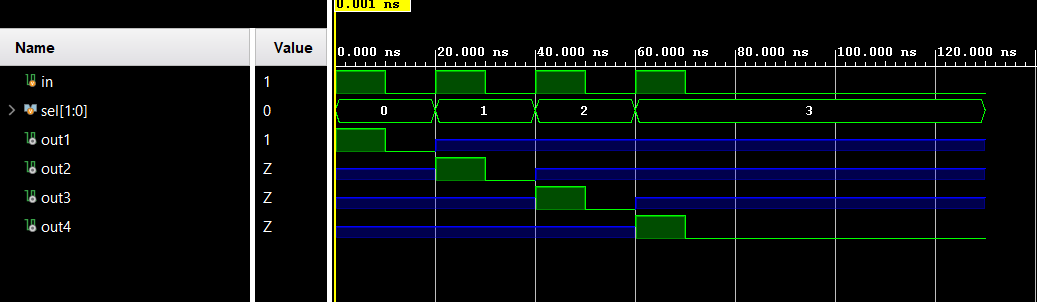 0.001 ns
Name Value
0.000 ns 20.000 ns 40.000 ns 60.000 ns 80.000 ns 100.000 ns 120.000 ns
in 1
sel[1:0] 0 0 1 2 3
out1 1
out2 Z
out3 Z
out4 Z